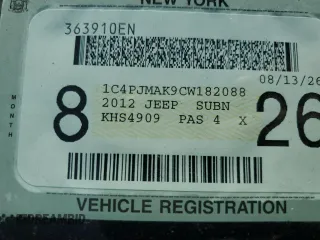 NEW YORK
363910EN
08/13/26
1C4PJMAK9CW182088
2012 JEEP SUBN
KHS4909 PAS 4 X
8
26
MONTH
VEHICLE REGISTRATION